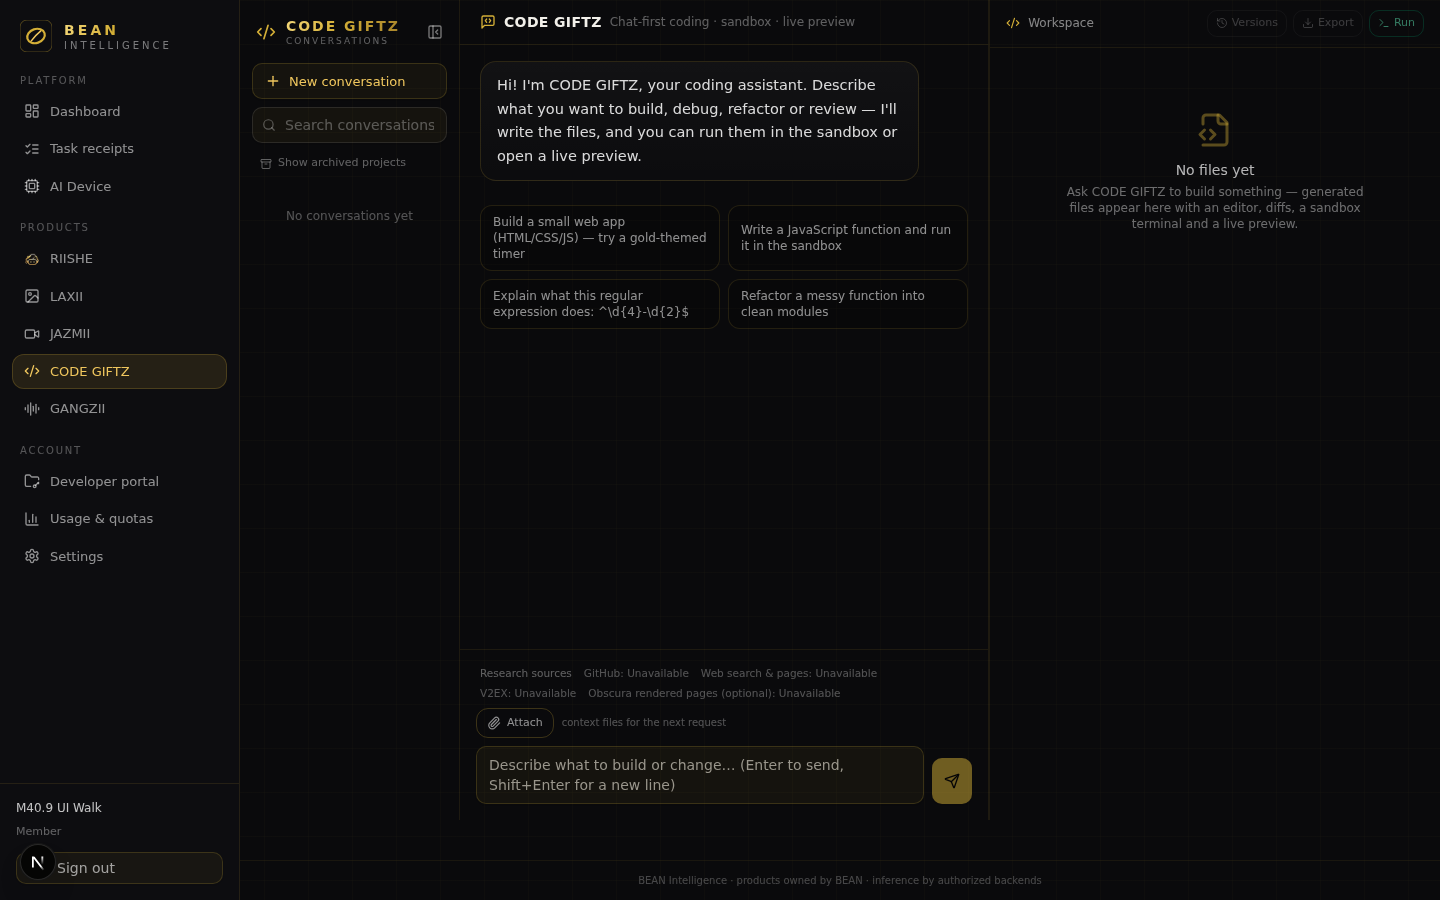 BEAN
INTELLIGENCE
PLATFORM
Dashboard
Task receipts
AI Device
PRODUCTS
RIISHE
LAXII
JAZMII
CODE GIFTZ
GANGZII
ACCOUNT
Developer portal
Usage & quotas
Settings
M40.9 UI Walk
Member
N
Sign out
CODE GIFTZ
CONVERSATIONS
New conversation
Search conversations
Show archived projects
No conversations yet
CODE GIFTZ Chat-first coding · sandbox · live preview
Hi! I'm CODE GIFTZ, your coding assistant. Describe
what you want to build, debug, refactor or review — I'll
write the files, and you can run them in the sandbox or
open a live preview.
Build a small web app
(HTML/CSS/JS) — try a gold-themed
timer
Write a JavaScript function and run
it in the sandbox
Explain what this regular
expression does: ^\d{4}-\d{2}$
Refactor a messy function into
clean modules
Research sources GitHub: Unavailable Web search & pages: Unavailable
V2EX: Unavailable Obscura rendered pages (optional): Unavailable
Attach context files for the next request
Describe what to build or change... (Enter to send,
Shift+Enter for a new line)
Workspace Versions Export Run
No files yet
Ask CODE GIFTZ to build something — generated
files appear here with an editor, diffs, a sandbox
terminal and a live preview.
BEAN Intelligence · products owned by BEAN · inference by authorized backends